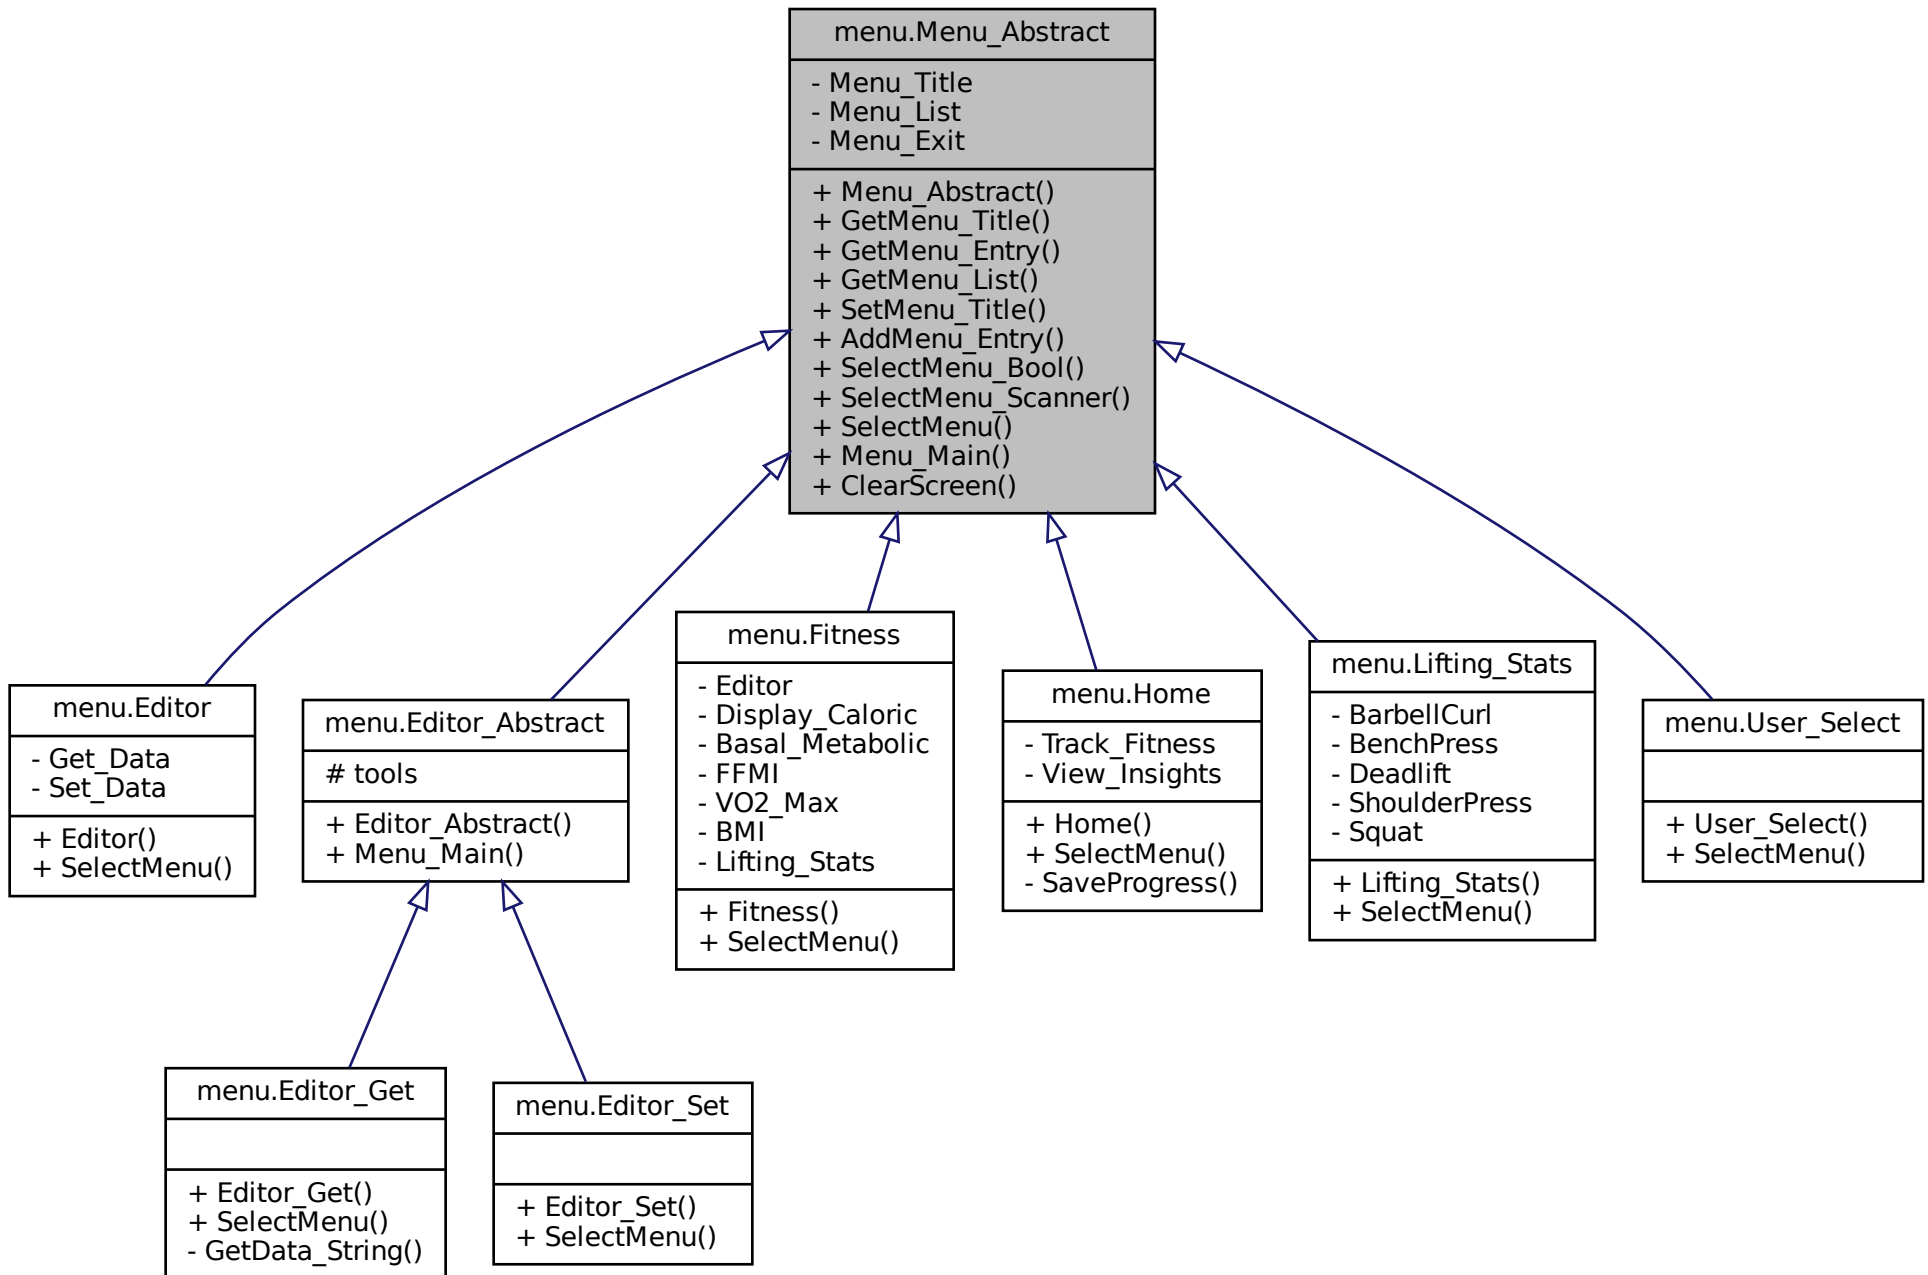 menu.Menu_Abstract
- Menu_Title
- Menu_List
- Menu_Exit
+ Menu_Abstract()
+ GetMenu_Title()
+ GetMenu_Entry()
+ GetMenu_List()
+ SetMenu_Title()
+ AddMenu_Entry()
+ SelectMenu_Bool()
+ SelectMenu_Scanner()
+ SelectMenu()
+ Menu_Main()
+ ClearScreen()
menu.Editor
- Get_Data
- Set_Data
+ Editor()
+ SelectMenu()
menu.Editor_Abstract
# tools
+ Editor_Abstract()
+ Menu_Main()
menu.Fitness
- Editor
- Display_Caloric
- Basal_Metabolic
- FFMI
- VO2_Max
- BMI
- Lifting_Stats
+ Fitness()
+ SelectMenu()
menu.Home
- Track_Fitness
- View_Insights
+ Home()
+ SelectMenu()
- SaveProgress()
menu.Lifting_Stats
- BarbellCurl
- BenchPress
- Deadlift
- ShoulderPress
- Squat
+ Lifting_Stats()
+ SelectMenu()
menu.User_Select
+ User_Select()
+ SelectMenu()
menu.Editor_Get
+ Editor_Get()
+ SelectMenu()
- GetData_String()
menu.Editor_Set
+ Editor_Set()
+ SelectMenu()